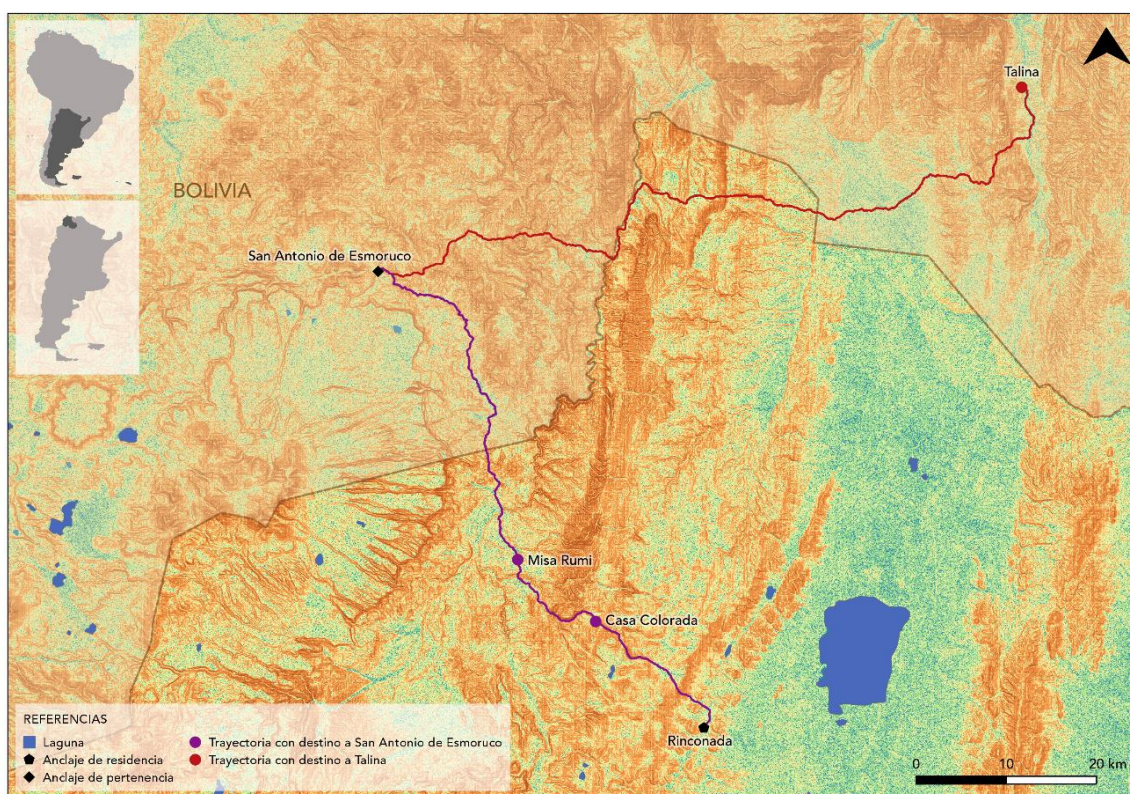 Talina
BOLIVIA
San Antonio de Esmoruco
Misa Rumi
Casa Colorada
Rinconada
REFERENCIAS
Laguna
Anclaje de residencia
Anclaje de pertenencia
Trayectoria con destino a San Antonio de Esmoruco
Trayectoria con destino a Talina
0 10 20 km